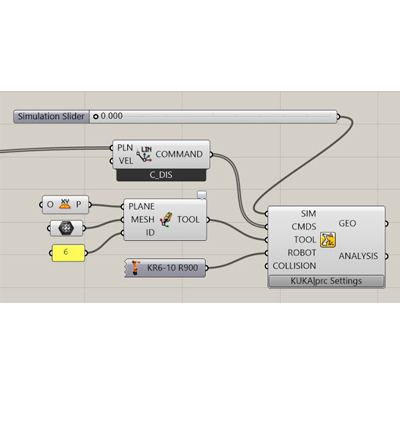 Simulation Slider 0.000
PLN
VEL
LIN
COMMAND
C_DIS
O XY P
PLANE
MESH
ID
TOOL
6
KR6-10 R900
SIM
CMDS
TOOL
ROBOT
COLLISION
GEO
ANALYSIS
KUKA|prc Settings